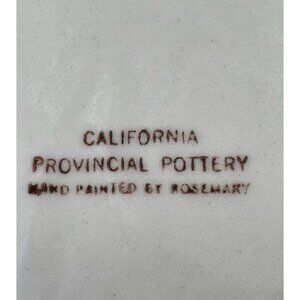 CALIFORNIA
PROVINCIAL POTTERY
HAND PAINTED BY ROSEMARY